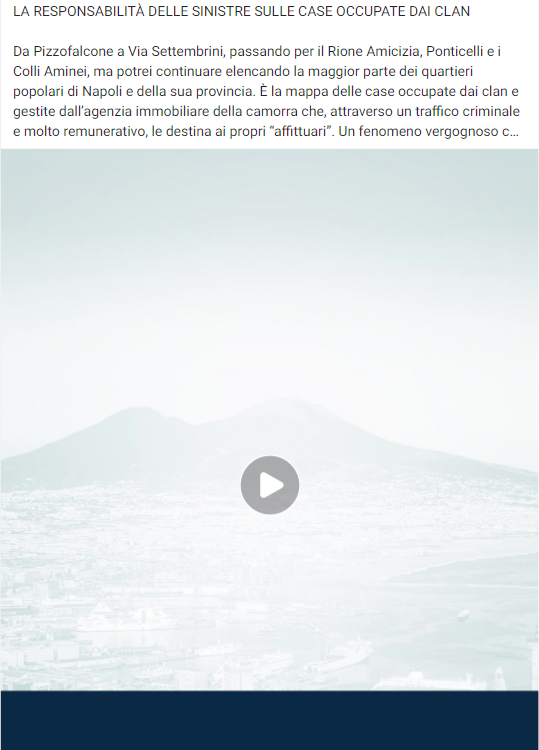 LA RESPONSABILITÀ DELLE SINISTRE SULLE CASE OCCUPATE DAI CLAN
Da Pizzofalcone a Via Settembrini, passando per il Rione Amicizia, Ponticelli e i
Colli Aminei, ma potrei continuare elencando la maggior parte dei quartieri
popolari di Napoli e della sua provincia. È la mappa delle case occupate dai clan e
gestite dall’agenzia immobiliare della camorra che, attraverso un traffico criminale
e molto remunerativo, le destina ai propri “affittuari”. Un fenomeno vergognoso c...